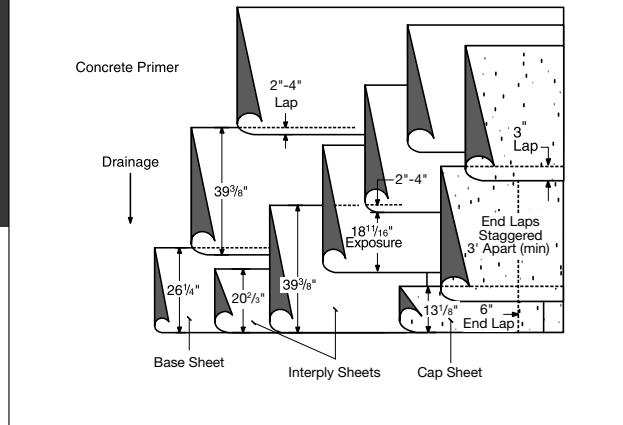 Concrete Primer
2"-4"
Lap
3"
Lap
Drainage
2"-4"
39³/₈"
End Laps
Staggered
3' Apart (min)
18¹¹/₁₆"
Exposure
26¹/₄"
20²/₃"
39³/₈"
13¹/₈"
6"
End Lap
Base Sheet
Interply Sheets
Cap Sheet